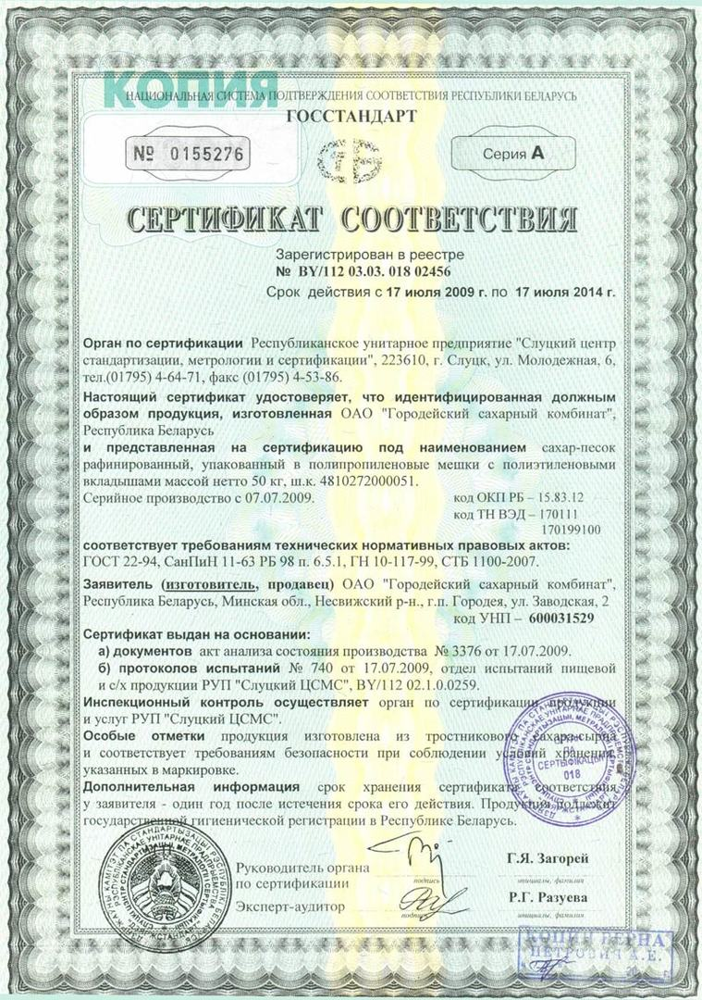 КОПИЯ
НАЦИОНАЛЬНАЯ СИСТЕМА ПОДТВЕРЖДЕНИЯ СООТВЕТСТВИЯ РЕСПУБЛИКИ БЕЛАРУСЬ
ГОССТАНДАРТ
№ 0155276
Серия А
СЕРТИФИКАТ СООТВЕТСТВИЯ
Зарегистрирован в реестре
№ BY/112 03.03. 018 02456
Срок действия с 17 июля 2009 г. по 17 июля 2014 г.
Орган по сертификации Республиканское унитарное предприятие "Слуцкий центр
стандартизации, метрологии и сертификации", 223610, г. Слуцк, ул. Молодежная, 6,
тел.(01795) 4-64-71, факс (01795) 4-53-86.
Настоящий сертификат удостоверяет, что идентифицированная должным
образом продукция, изготовленная ОАО "Городейский сахарный комбинат",
Республика Беларусь
и представленная на сертификацию под наименованием сахар-песок
рафинированный, упакованный в полипропиленовые мешки с полиэтиленовыми
вкладышами массой нетто 50 кг, ш.к. 4810272000051.
Серийное производство с 07.07.2009.
код ОКП РБ – 15.83.12
код ТН ВЭД – 170111
170199100
соответствует требованиям технических нормативных правовых актов:
ГОСТ 22-94, СанПиН 11-63 РБ 98 п. 6.5.1, ГН 10-117-99, СТБ 1100-2007.
Заявитель (изготовитель, продавец) ОАО "Городейский сахарный комбинат",
Республика Беларусь, Минская обл., Несвижский р-н., г.п. Городея, ул. Заводская, 2
код УНП – 600031529
Сертификат выдан на основании:
а) документов акт анализа состояния производства № 3376 от 17.07.2009.
б) протоколов испытаний № 740 от 17.07.2009, отдел испытаний пищевой
и с/х продукции РУП "Слуцкий ЦСМС", BY/112 02.1.0.0259.
Инспекционный контроль осуществляет орган по сертификации продукции
и услуг РУП "Слуцкий ЦСМС".
Особые отметки продукция изготовлена из тростникового сахара-сырца
и соответствует требованиям безопасности при соблюдении условий хранения,
указанных в маркировке.
Дополнительная информация срок хранения сертификата соответствия
у заявителя - один год после истечения срока его действия. Продукция подлежит
государственной гигиенической регистрации в Республике Беларусь.
СЕРТЫФІКАЦЫІ
018
Руководитель органа
по сертификации
подпись
Г.Я. Загорей
инициалы, фамилия
Эксперт-аудитор
подпись
Р.Г. Разуева
инициалы, фамилия
КОПИЯ ВЕРНА
ПЕТРОВИЧ А.Е.